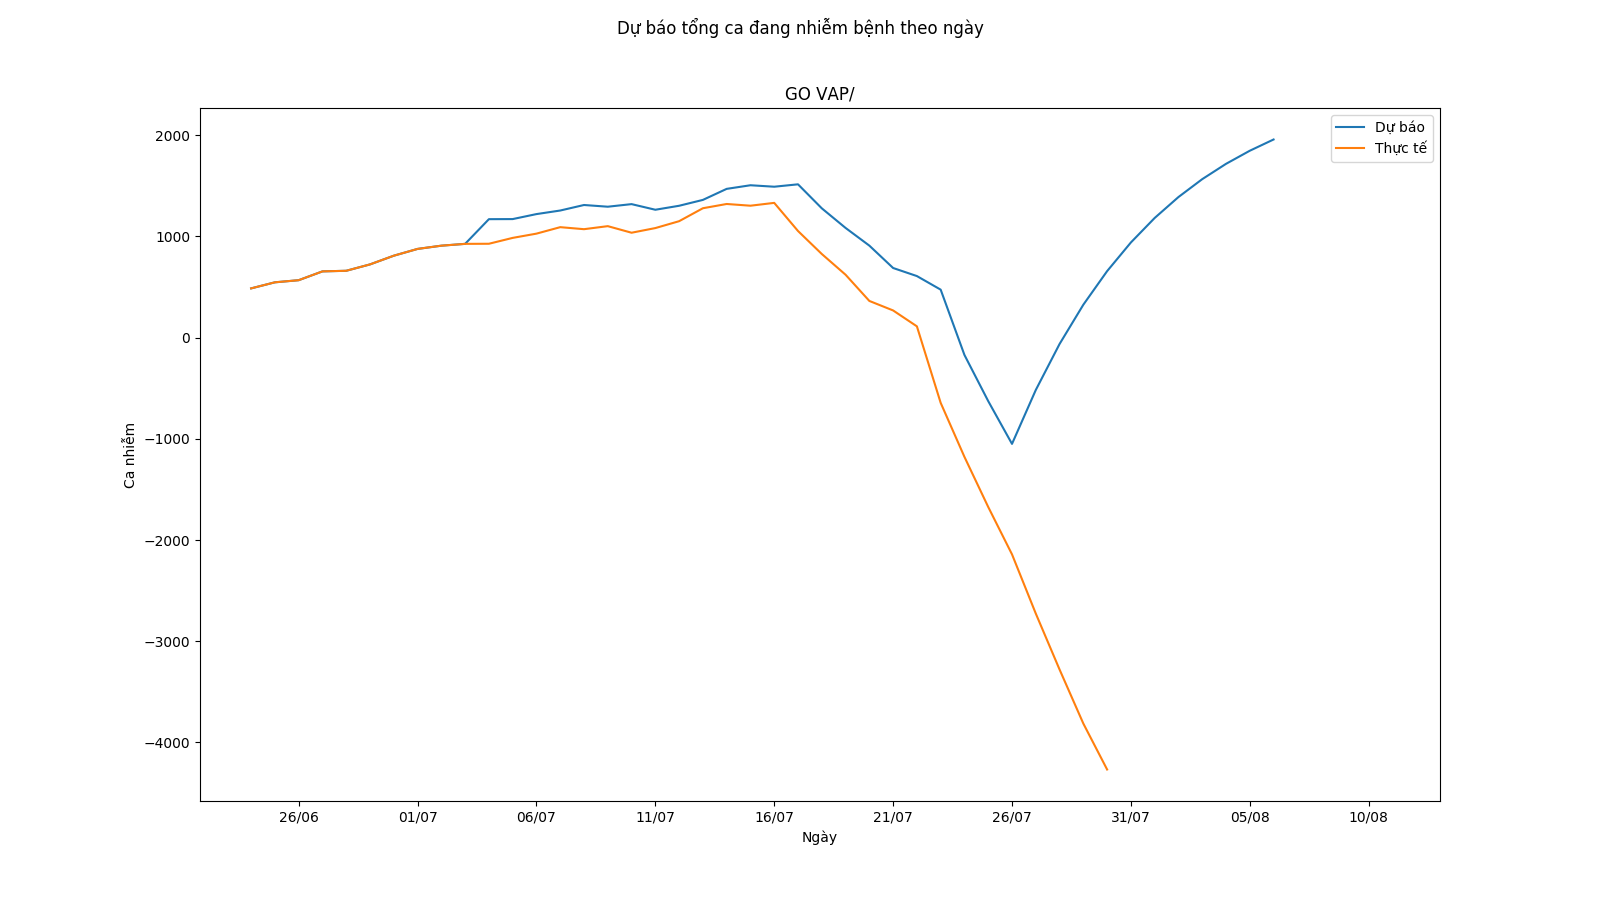 Dự báo tổng ca đang nhiễm bệnh theo ngày
GO VAP/
Dự báo
Thực tế
2000
1000
0
−1000
−2000
−3000
−4000
Ca nhiễm
26/06 01/07 06/07 11/07 16/07 21/07 26/07 31/07 05/08 10/08
Ngày